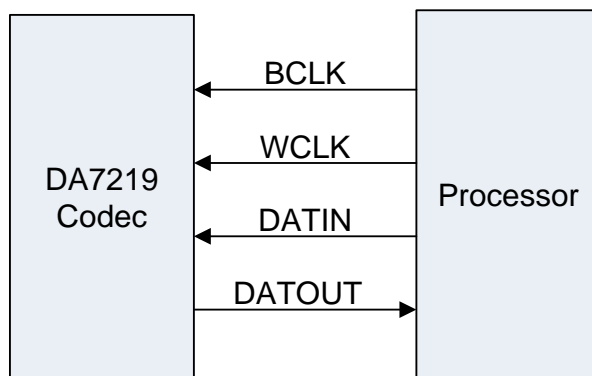 DA7219
Codec
BCLK
WCLK
DATIN
DATOUT
Processor